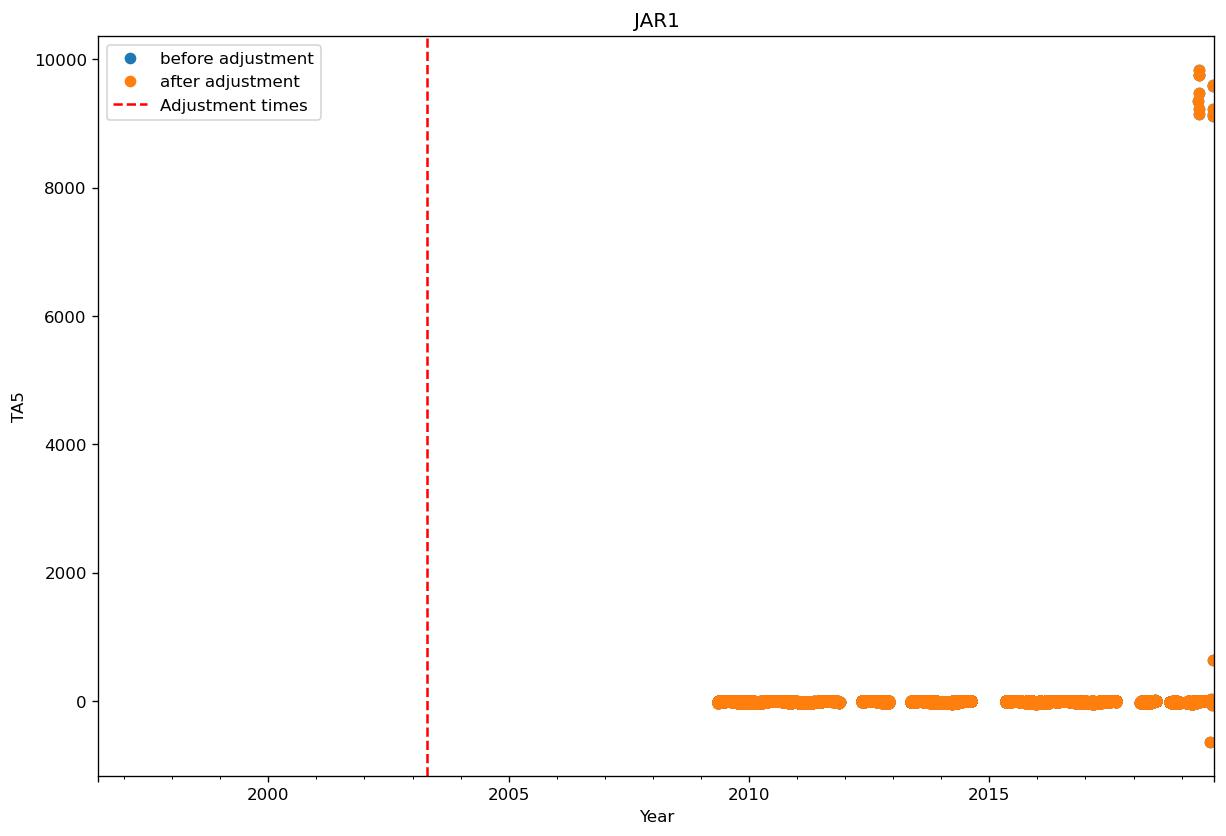 JAR1
before adjustment
after adjustment
Adjustment times
10000
8000
6000
4000
2000
0
TA5
2000 2005 2010 2015
Year